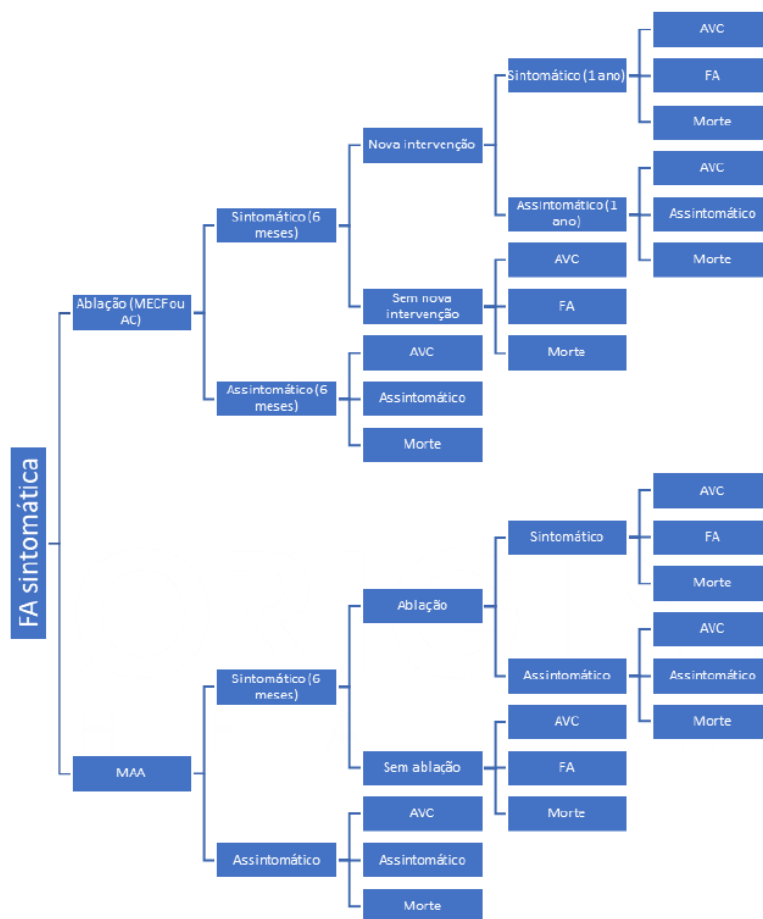 AVC
Sintomático (1 ano)
FA
Morte
Nova intervenção
AVC
Assintomático (1
ano)
Assintomático
Morte
Sintomático (6
meses)
AVC
Sem nova
intervenção
FA
Morte
Ablação (MECFou
AC)
AVC
Assintomático (6
meses)
Assintomático
Morte
FA sintomática
AVC
Sintomático
FA
Morte
Ablação
AVC
Assintomático
Assintomático
Morte
Sintomático (6
meses)
AVC
Sem ablação
FA
Morte
MAA
AVC
Assintomático
Assintomático
Morte